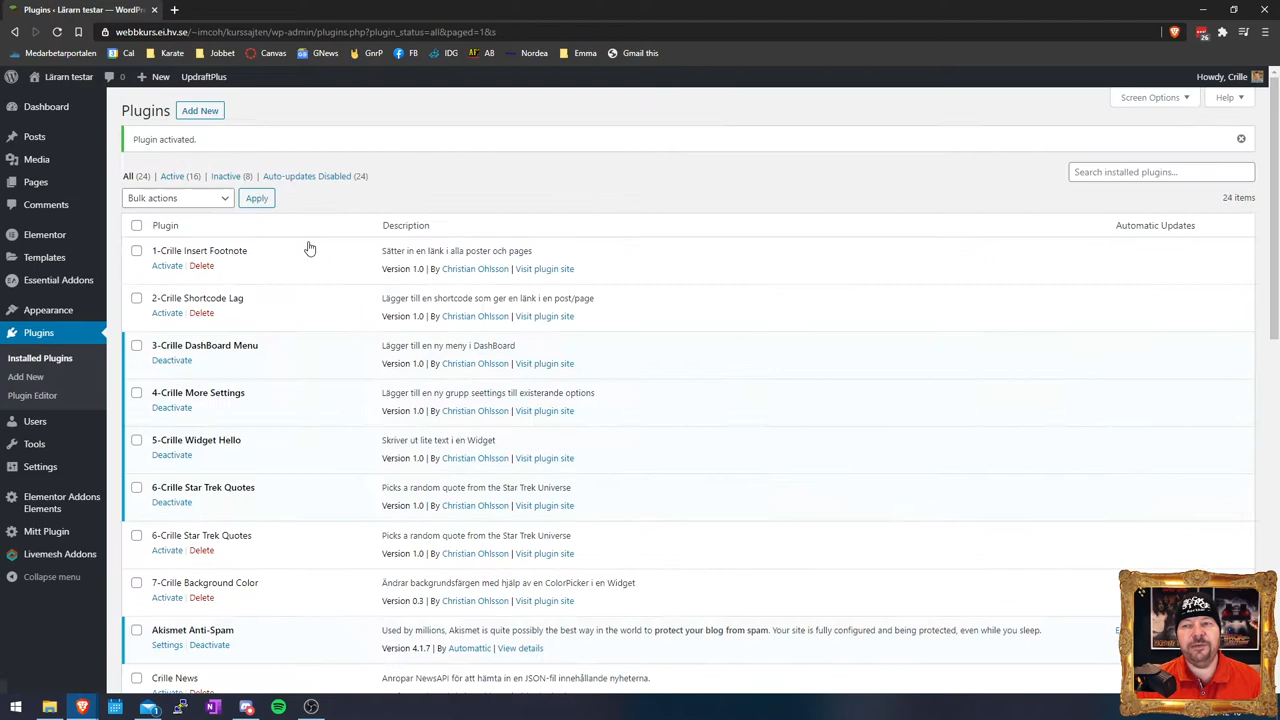 Plugins ‹ Lärarn testar — WordPre
webbkurs.ei.hv.se/~imcoh/kurssajten/wp-admin/plugins.php?plugin_status=all&paged=1&s
Medarbetarportalen Cal Karate Jobbet Canvas GNews GnrP FB IDG AB Nordea Emma Github this
Lärarn testar 0 New UpdraftPlus Howdy, Crille
Dashboard
Posts
Media
Pages
Comments
Elementor
Templates
Essential Addons
Appearance
Plugins
Installed Plugins
Add New
Plugin Editor
Users
Tools
Settings
Elementor Addons
Elements
Mitt Plugin
Livemesh Addons
Collapse menu
Screen Options Help
Plugins Add New
Plugin activated.
All (24) | Active (16) | Inactive (8) | Auto-updates Disabled (24)
Search installed plugins...
Bulk actions Apply
24 items
Plugin Description Automatic Updates
1-Crille Insert Footnote Sätter in en länk i alla poster och pages
Activate | Delete Version 1.0 | By Christian Ohlsson | Visit plugin site
2-Crille Shortcode Lag Lägger till en shortcode som ger en länk i en post/page
Activate | Delete Version 1.0 | By Christian Ohlsson | Visit plugin site
3-Crille DashBoard Menu Lägger till en ny meny i DashBoard
Deactivate Version 1.0 | By Christian Ohlsson | Visit plugin site
4-Crille More Settings Lägger till en ny grupp seettings till existerande options
Deactivate Version 1.0 | By Christian Ohlsson | Visit plugin site
5-Crille Widget Hello Skriver ut lite text i en Widget
Deactivate Version 1.0 | By Christian Ohlsson | Visit plugin site
6-Crille Star Trek Quotes Picks a random quote from the Star Trek Universe
Deactivate Version 1.0 | By Christian Ohlsson | Visit plugin site
6-Crille Star Trek Quotes Picks a random quote from the Star Trek Universe
Activate | Delete Version 1.0 | By Christian Ohlsson | Visit plugin site
7-Crille Background Color Ändrar backgrundsfärgen med hjälp av en ColorPicker i en Widget
Activate | Delete Version 0.3 | By Christian Ohlsson | Visit plugin site
Akismet Anti-Spam Used by millions, Akismet is quite possibly the best way in the world to protect your blog from spam. Your site is fully configured and being protected, even while you sleep.
Settings | Deactivate Version 4.1.7 | By Automattic | View details
Crille News Anropar NewsAPI för att hämta in en JSON-fil innehållande nyheterna.
Activate | Delete